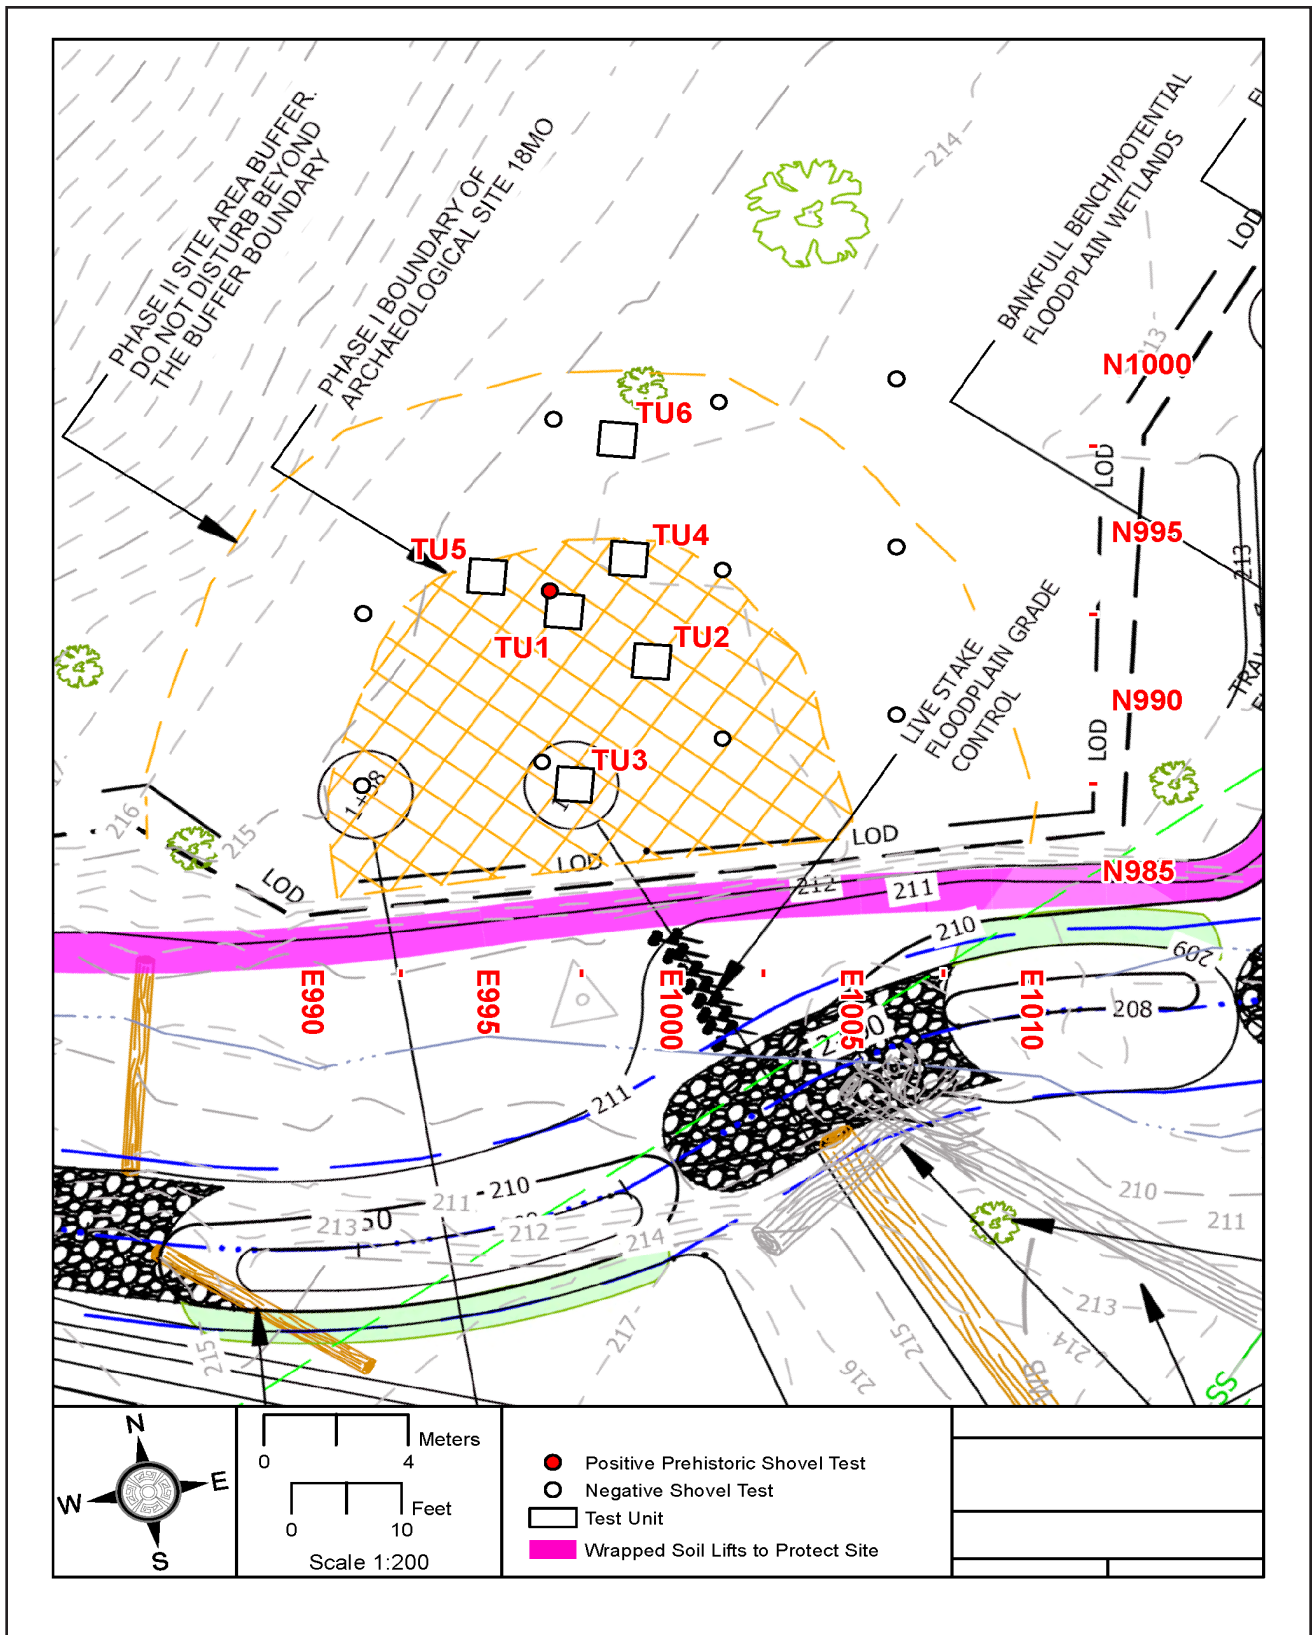 PHASE II SITE AREA BUFFER.
DO NOT DISTURB BEYOND
THE BUFFER BOUNDARY
PHASE I BOUNDARY OF
ARCHAEOLOGICAL SITE 18MO
214
BANKFULL BENCH/POTENTIAL
FLOODPLAIN WETLANDS
LOD
N1000
TU6
LOD
N995
TU4
TU5
213
TU1
TU2
LIVE STAKE
FLOODPLAIN GRADE
CONTROL
N990
LOD
TU3
216
215
LOD
LOD
LOD
N985
212
211
210
209
E990
E995
E1000
E1005
E1010
208
211
210
211
213
212
214
210
211
213
214
215
216
217
215
SS
N
W
E
S
0
4
Meters
0
10
Feet
Scale 1:200
Positive Prehistoric Shovel Test
Negative Shovel Test
Test Unit
Wrapped Soil Lifts to Protect Site